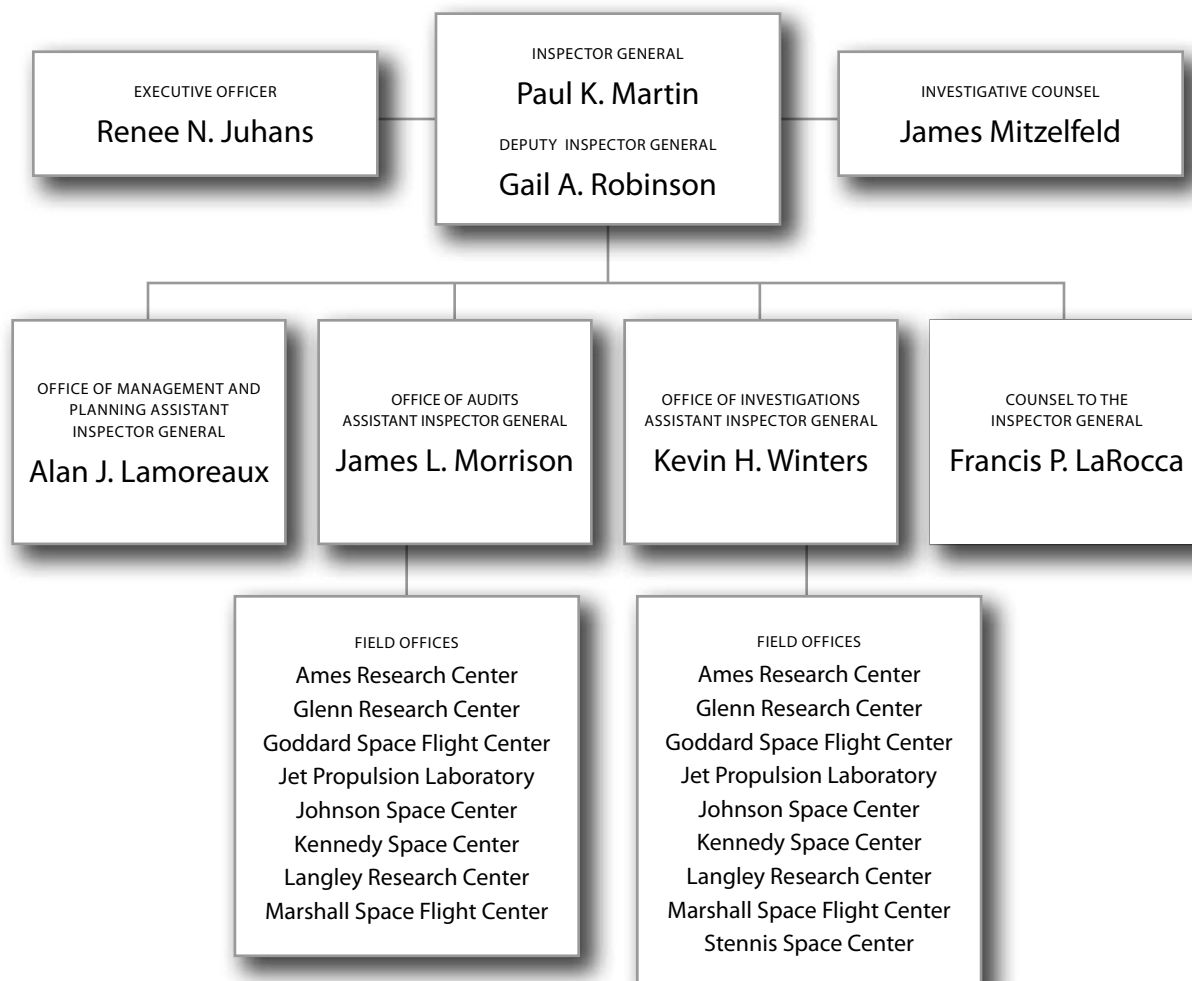 INSPECTOR GENERAL
Paul K. Martin
DEPUTY INSPECTOR GENERAL
Gail A. Robinson
EXECUTIVE OFFICER
Renee N. Juhans
INVESTIGATIVE COUNSEL
James Mitzelfeld
OFFICE OF MANAGEMENT AND
PLANNING ASSISTANT
INSPECTOR GENERAL
Alan J. Lamoreaux
OFFICE OF AUDITS
ASSISTANT INSPECTOR GENERAL
James L. Morrison
OFFICE OF INVESTIGATIONS
ASSISTANT INSPECTOR GENERAL
Kevin H. Winters
COUNSEL TO THE
INSPECTOR GENERAL
Francis P. LaRocca
FIELD OFFICES
Ames Research Center
Glenn Research Center
Goddard Space Flight Center
Jet Propulsion Laboratory
Johnson Space Center
Kennedy Space Center
Langley Research Center
Marshall Space Flight Center
FIELD OFFICES
Ames Research Center
Glenn Research Center
Goddard Space Flight Center
Jet Propulsion Laboratory
Johnson Space Center
Kennedy Space Center
Langley Research Center
Marshall Space Flight Center
Stennis Space Center